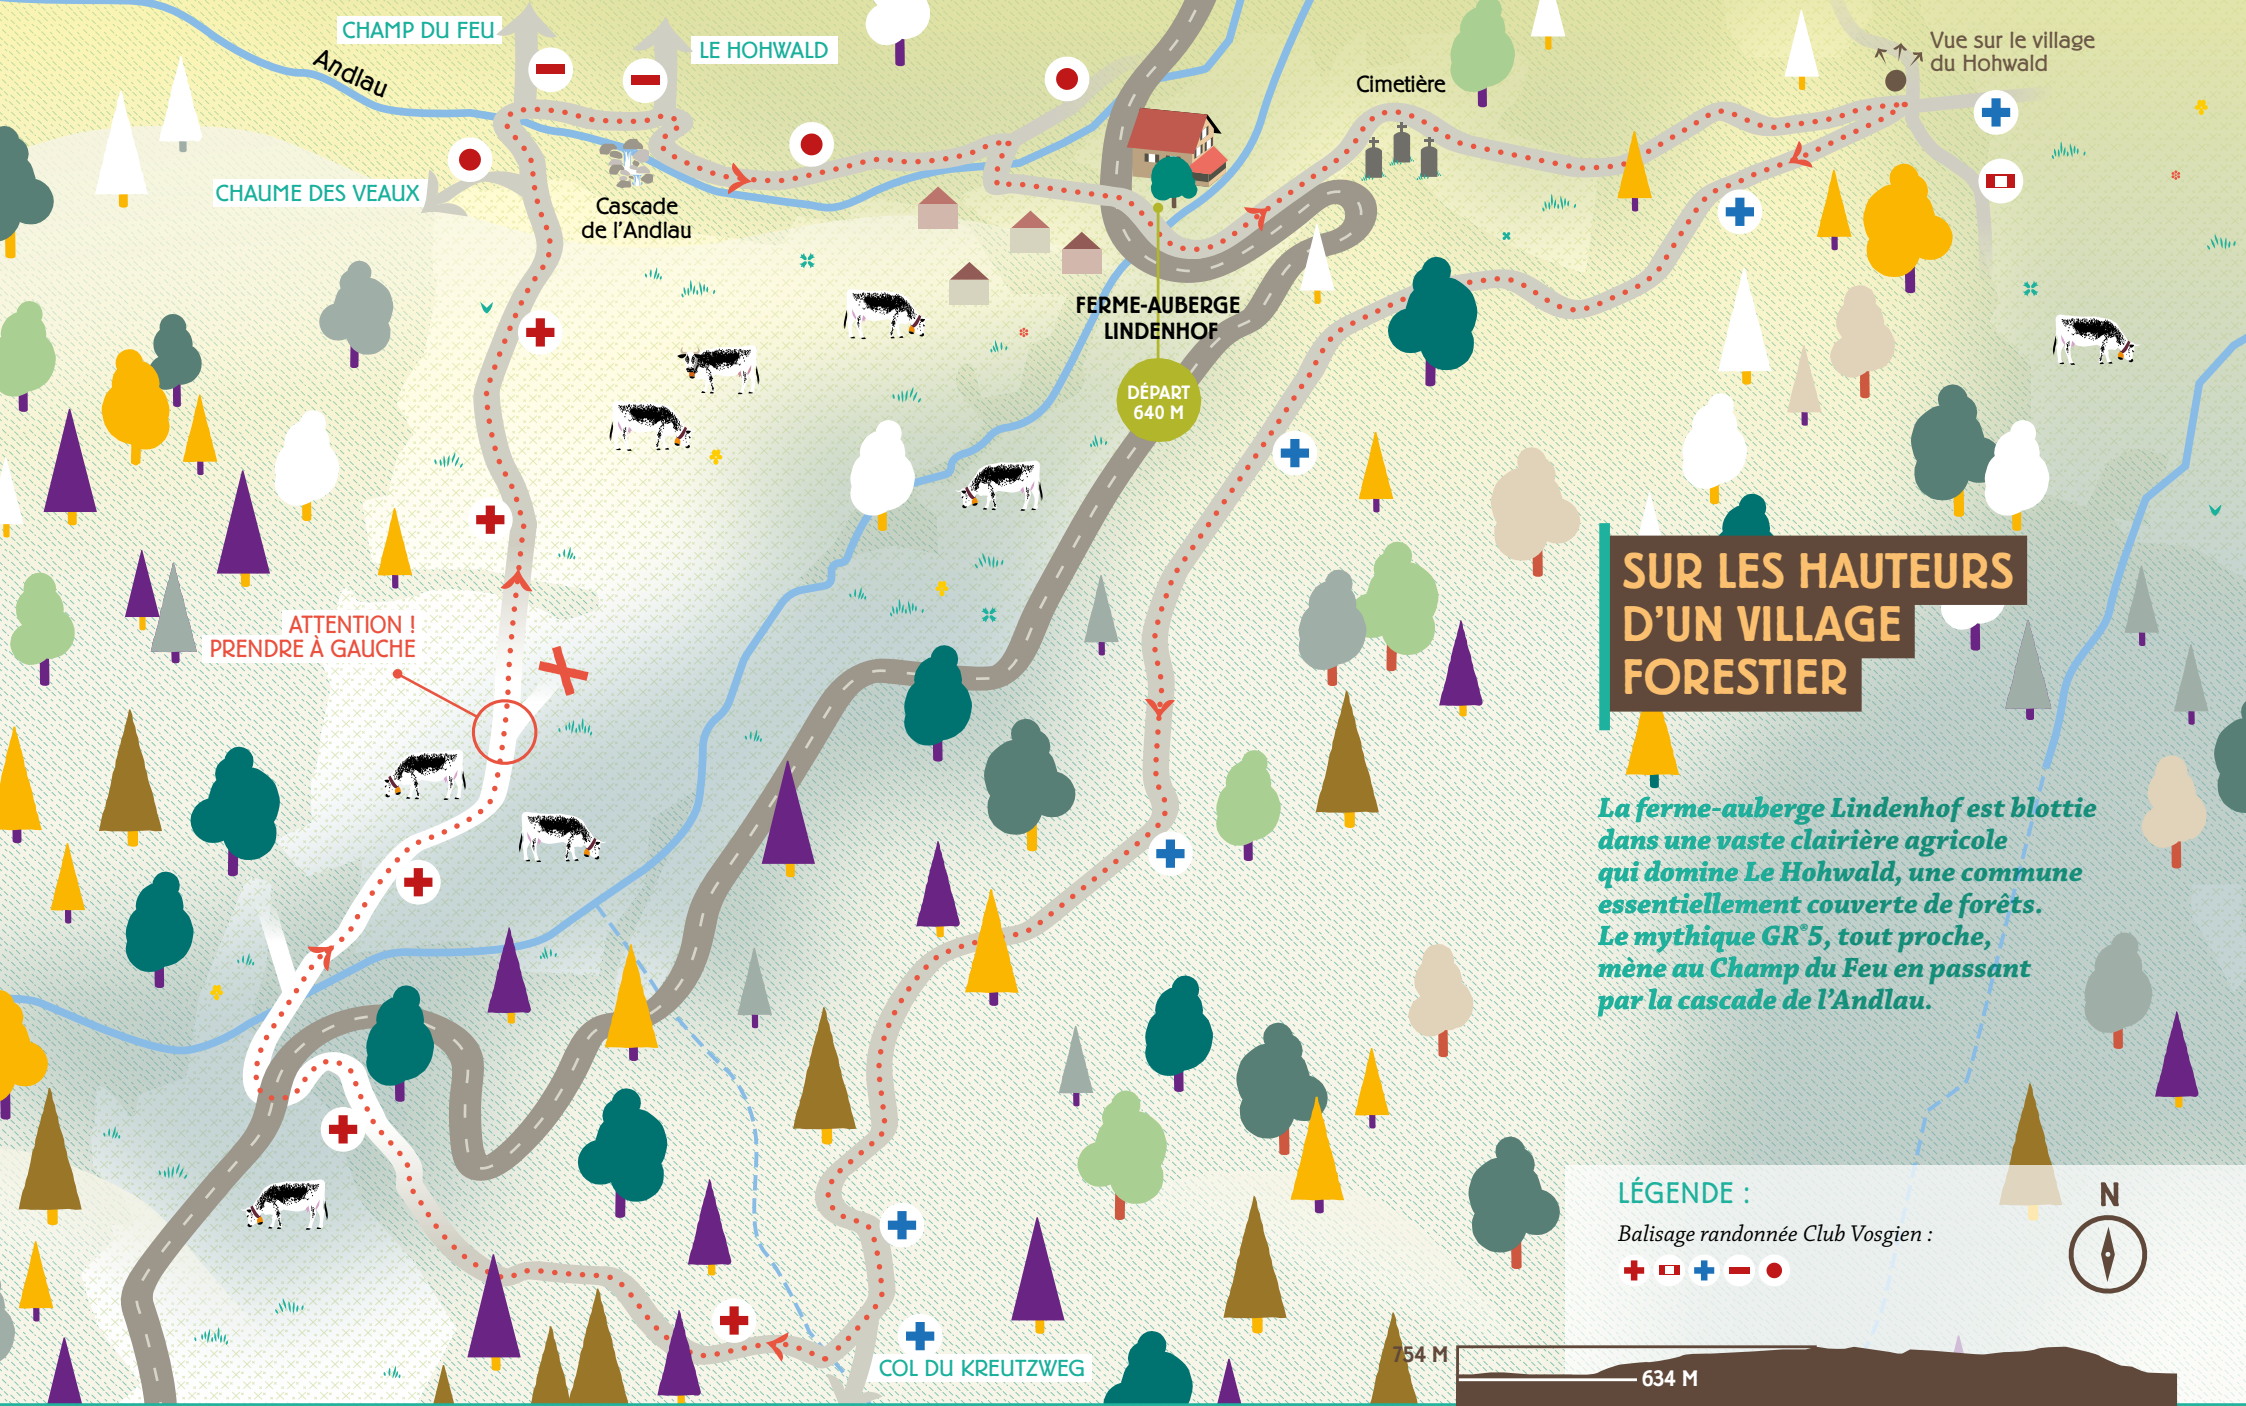 CHAMP DU FEU
LE HOHWALD
Andlau
Cimetière
Vue sur le village
du Hohwald
CHAUME DES VEAUX
Cascade
de l'Andlau
FERME-AUBERGE
LINDENHOF
DÉPART
640 M
ATTENTION !
PRENDRE À GAUCHE
SUR LES HAUTEURS
D'UN VILLAGE
FORESTIER
La ferme-auberge Lindenhof est blottie
dans une vaste clairière agricole
qui domine Le Hohwald, une commune
essentiellement couverte de forêts.
Le mythique GR®5, tout proche,
mène au Champ du Feu en passant
par la cascade de l'Andlau.
LÉGENDE :
Balisage randonnée Club Vosgien :
N
COL DU KREUTZWEG
754 M
634 M